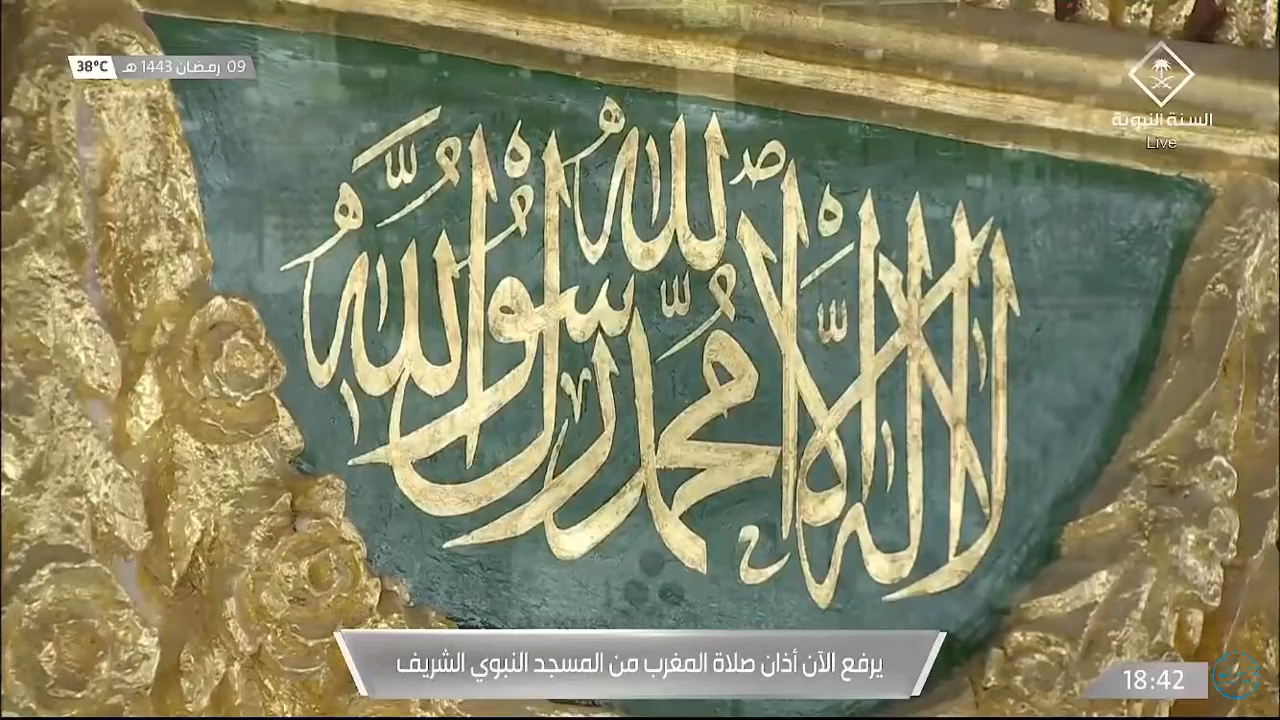 38°C
09 رمضان 1443 هـ
السنة النبوية
Live
لا إله إلا الله محمد رسول الله
يرفع الآن أذان صلاة المغرب من المسجد النبوي الشريف
18:42